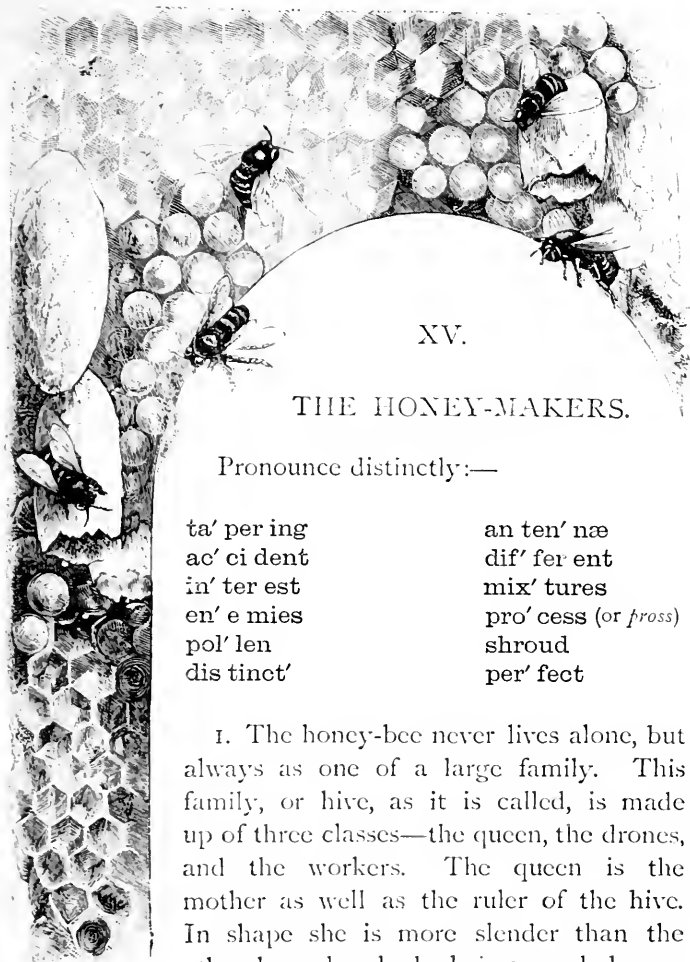 XV.
THE HONEY-MAKERS.
Pronounce distinctly:—
ta′ per ing
ac′ ci dent
in′ ter est
en′ e mies
pol′ len
dis tinct′
an ten′ næ
dif′ fer ent
mix′ tures
pro′ cess (or pross)
shroud
per′ fect
1. The honey-bee never lives alone, but
always as one of a large family. This
family, or hive, as it is called, is made
up of three classes—the queen, the drones,
and the workers. The queen is the
mother as well as the ruler of the hive.
In shape she is more slender than the